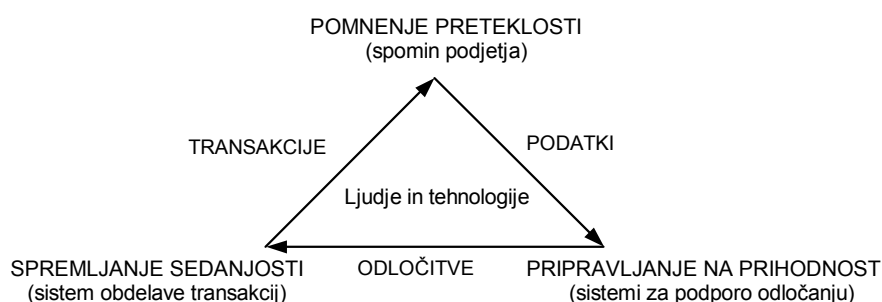 POMNENJE PRETEKLOSTI
(spomin podjetja)
TRANSAKCIJE
PODATKI
Ljudje in tehnologije
SPREMLJANJE SEDANJOSTI
(sistem obdelave transakcij)
ODLOČITVE
PRIPRAVLJANJE NA PRIHODNOST
(sistemi za podporo odločanju)